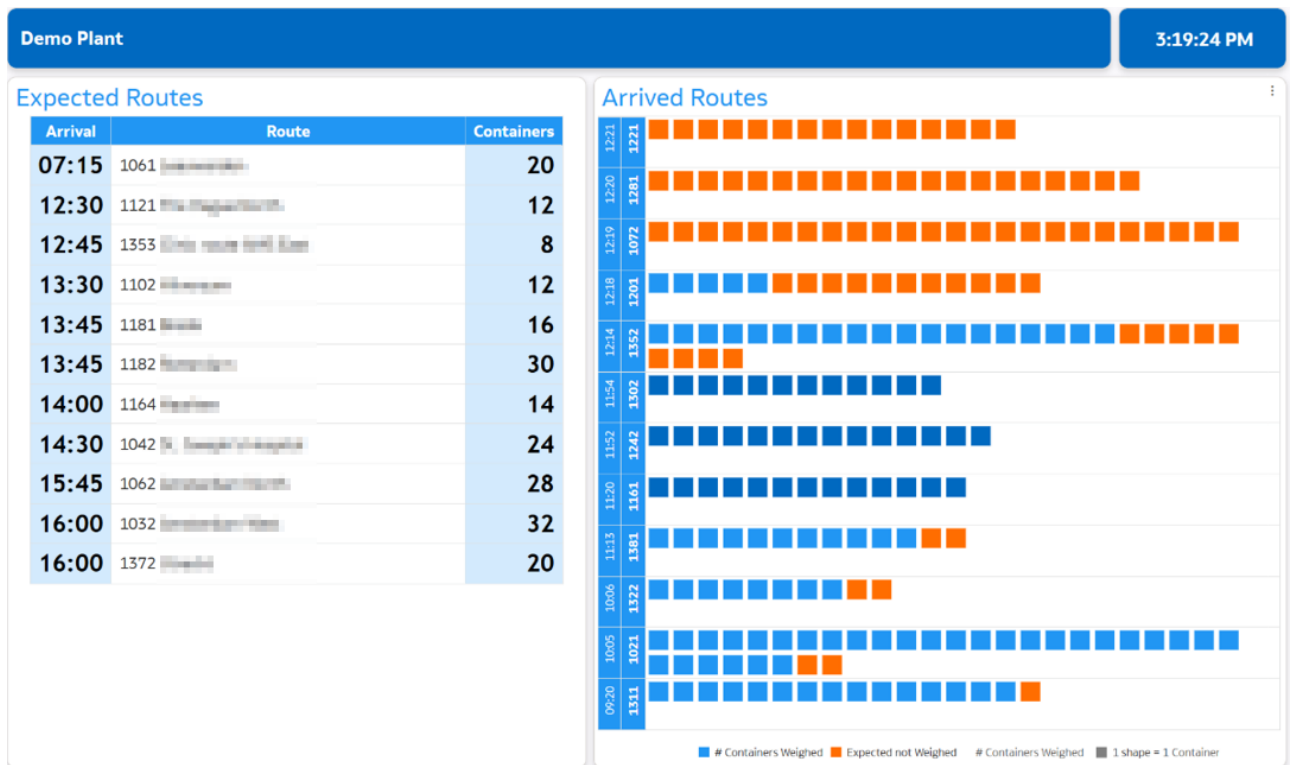 Demo Plant
3:19:24 PM
Expected Routes
Arrival Route Containers
07:15 1061 20
12:30 1121 12
12:45 1353 8
13:30 1102 12
13:45 1181 16
13:45 1182 30
14:00 1164 14
14:30 1042 24
15:45 1062 28
16:00 1032 32
16:00 1372 20
Arrived Routes
12:21 1221
12:20 1281
12:19 1072
12:18 1201
12:14 1352
11:54 1302
11:52 1242
11:20 1161
11:13 1381
10:06 1322
10:05 1021
09:20 1311
# Containers Weighed Expected not Weighed # Containers Weighed 1 shape = 1 Container